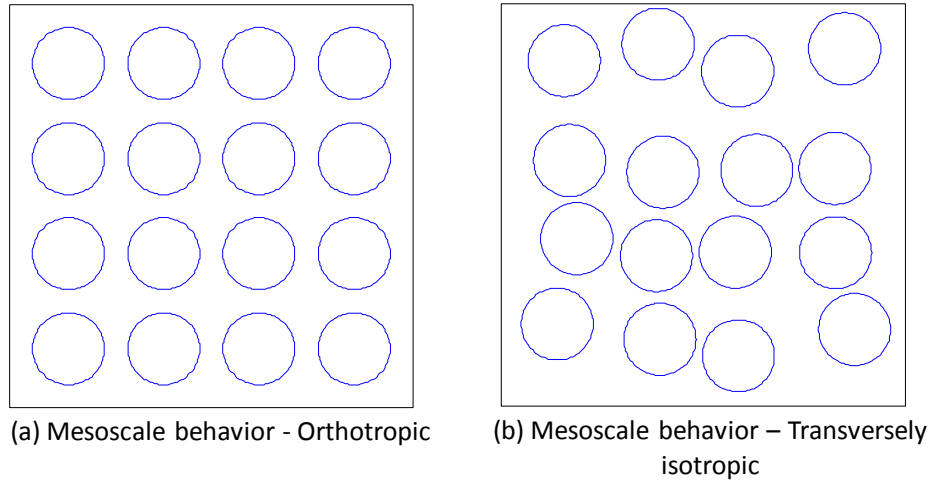 (a) Mesoscale behavior - Orthotropic
(b) Mesoscale behavior – Transversely
isotropic